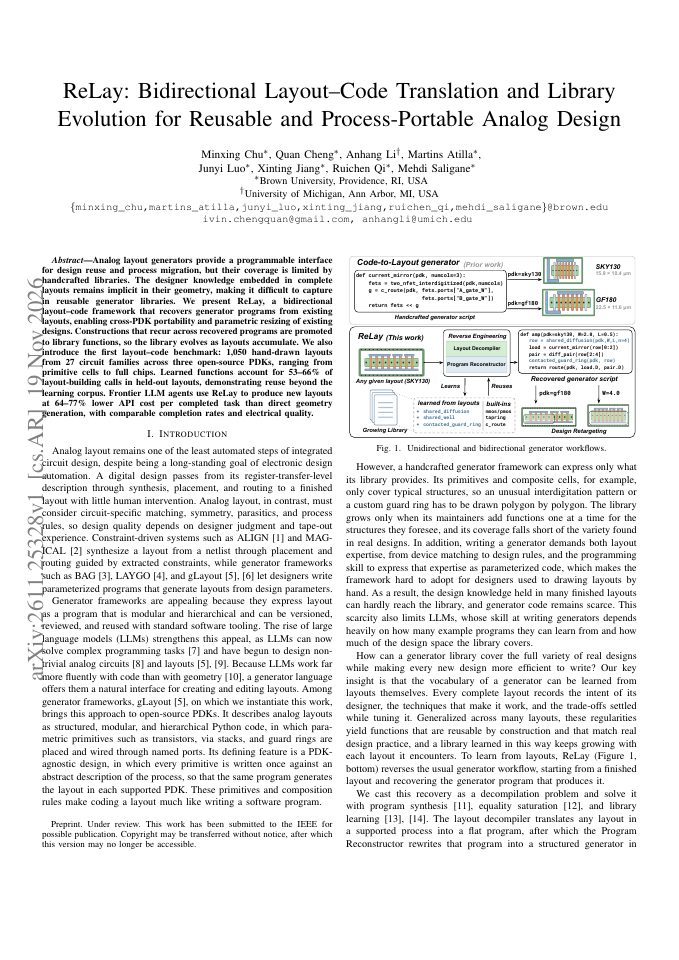 ReLay: Bidirectional Layout–Code Translation and Library
Evolution for Reusable and Process-Portable Analog Design
Minxing Chu*, Quan Cheng*, Anhang Li†, Martins Atilla*,
Junyi Luo*, Xinting Jiang*, Ruichen Qi*, Mehdi Saligane*
*Brown University, Providence, RI, USA
†University of Michigan, Ann Arbor, MI, USA
{minxing_chu,martins_atilla,junyi_luo,xinting_jiang,ruichen_qi,mehdi_saligane}@brown.edu
ivin.chengquan@gmail.com, anhangli@umich.edu
arXiv:2611.25328v1 [cs.AR] 19 Nov 2026
Abstract—Analog layout generators provide a programmable interface
for design reuse and process migration, but their coverage is limited by
handcrafted libraries. The designer knowledge embedded in complete
layouts remains implicit in their geometry, making it difficult to capture
in reusable generator libraries. We present ReLay, a bidirectional
layout–code framework that recovers generator programs from existing
layouts, enabling cross-PDK portability and parametric resizing of existing
designs. Constructions that recur across recovered programs are promoted
to library functions, so the library evolves as layouts accumulate. We also
introduce the first layout–code benchmark: 1,050 hand-drawn layouts
from 27 circuit families across three open-source PDKs, ranging from
primitive cells to full chips. Learned functions account for 53–66% of
layout-building calls in held-out layouts, demonstrating reuse beyond the
learning corpus. Frontier LLM agents use ReLay to produce new layouts
at 64–77% lower API cost per completed task than direct geometry
generation, with comparable completion rates and electrical quality.
I. INTRODUCTION
Analog layout remains one of the least automated steps of integrated
circuit design, despite being a long-standing goal of electronic design
automation. A digital design passes from its register-transfer-level
description through synthesis, placement, and routing to a finished
layout with little human intervention. Analog layout, in contrast, must
consider circuit-specific matching, symmetry, parasitics, and process
rules, so design quality depends on designer judgment and tape-out
experience. Constraint-driven systems such as ALIGN [1] and MAG-
ICAL [2] synthesize a layout from a netlist through placement and
routing guided by extracted constraints, while generator frameworks
such as BAG [3], LAYGO [4], and gLayout [5], [6] let designers write
parameterized programs that generate layouts from design parameters.
Generator frameworks are appealing because they express layout
as a program that is modular and hierarchical and can be versioned,
reviewed, and reused with standard software tooling. The rise of large
language models (LLMs) strengthens this appeal, as LLMs can now
solve complex programming tasks [7] and have begun to design non-
trivial analog circuits [8] and layouts [5], [9]. Because LLMs work far
more fluently with code than with geometry [10], a generator language
offers them a natural interface for creating and editing layouts. Among
generator frameworks, gLayout [5], on which we instantiate this work,
brings this approach to open-source PDKs. It describes analog layouts
as structured, modular, and hierarchical Python code, in which para-
metric primitives such as transistors, via stacks, and guard rings are
placed and wired through named ports. Its defining feature is a PDK-
agnostic design, in which every primitive is written once against an
abstract description of the process, so that the same program generates
the layout in each supported PDK. These primitives and composition
rules make coding a layout much like writing a software program.
Preprint. Under review. This work has been submitted to the IEEE for
possible publication. Copyright may be transferred without notice, after which
this version may no longer be accessible.
Code-to-Layout generator (Prior work)
def current_mirror(pdk, numcols=3):
fets = two_nfet_interdigitized(pdk,numcols)
g = c_route(pdk, fets.ports["A_gate_W"],
fets.ports["B_gate_W"])
return fets << g
Handcrafted generator script
pdk=sky130
pdk=gf180
SKY130
GF180
ReLay (This work)
Any given layout (SKY130)
Reverse Engineering
Layout Decompiler
Program Reconstructor
def amp(pdk=sky130, W=2.0, L=0.5):
row = shared_diffusion(pdk,W,L,n=4)
load = current_mirror(row[0:2])
pair = diff_pair(row[2:4])
contacted_guard_ring(pdk, row)
return place(row, load.D, pair.D)
Recovered generator script
Learns
Reuses
Growing Library
learned from layouts
+ shared_diffusion
+ shared_well
+ contacted_guard_ring
built-ins
nmos/pmos
tapring
c_route
pdk=gf180
W=4.0
Design Retargeting
Fig. 1. Unidirectional and bidirectional generator workflows.
However, a handcrafted generator framework can express only what
its library provides. Its primitives and composite cells, for example,
only cover typical structures, so an unusual interdigitation pattern or
a custom guard ring has to be drawn polygon by polygon. The library
grows only when its maintainers add functions one at a time for the
structures they foresee, and its coverage falls short of the variety found
in real designs. In addition, writing a generator demands both layout
expertise, from device matching to design rules, and the programming
skill to express that expertise as parameterized code, which makes the
framework hard to adopt for designers used to drawing layouts by
hand. As a result, the design knowledge held in many finished layouts
can hardly reach the library, and generator code remains scarce. This
scarcity also limits LLMs, whose skill at writing generators depends
heavily on how many example programs they can learn from and how
much of the design space the library covers.
How can a generator library cover the full variety of real designs
while making every new design more efficient to write? Our key
insight is that the vocabulary of a generator can be learned from
layouts themselves. Every complete layout records the intent of its
designer, the techniques that make it work, and the trade-offs settled
while tuning it. Generalized across many layouts, these regularities
yield functions that are reusable by construction and that match real
design practice, and a library learned in this way keeps growing with
each layout it encounters. To learn from layouts, ReLay (Figure 1,
bottom) reverses the usual generator workflow, starting from a finished
layout and recovering the generator program that produces it.
We cast this recovery as a decompilation problem and solve it
with program synthesis [11], equality saturation [12], and library
learning [13], [14]. The layout decompiler translates any layout in
a supported process into a flat program, after which the Program
Reconstructor rewrites that program into a structured generator in